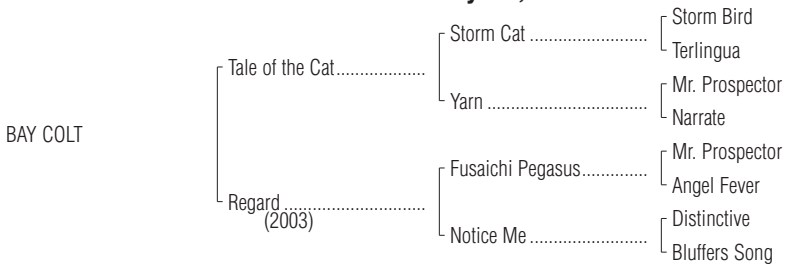 Storm Bird
Storm Cat ........................
Terlingua
Tale of the Cat...................
Mr. Prospector
Yarn .................................
Narrate
BAY COLT
Mr. Prospector
Fusaichi Pegasus..............
Angel Fever
Regard ..............................
(2003)
Distinctive
Notice Me .........................
Bluffers Song